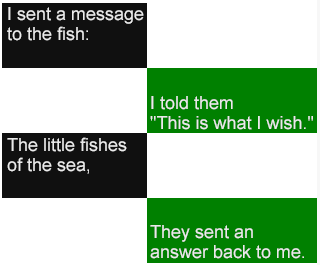 I sent a message
to the fish:
I told them
"This is what I wish."
The little fishes
of the sea,
They sent an
answer back to me.